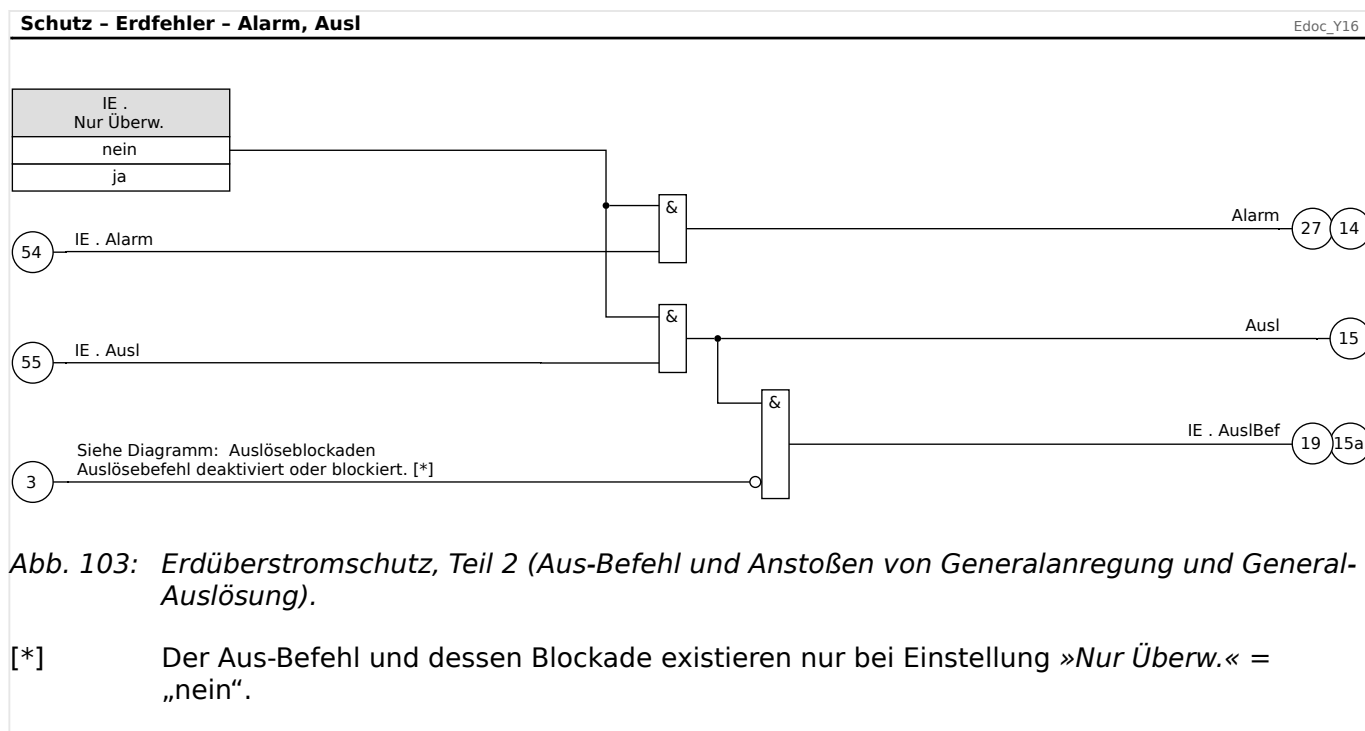 Schutz – Erdfehler – Alarm, Ausl
Edoc_Y16
IE .
Nur Überw.
nein
ja
&
Alarm
27 14
54
IE . Alarm
&
Ausl
15
55
IE . Ausl
&
IE . AuslBef
19 15a
Siehe Diagramm: Auslöseblockaden
Auslösebefehl deaktiviert oder blockiert. [*]
3
Abb. 103: Erdüberstromschutz, Teil 2 (Aus-Befehl und Anstoßen von Generalanregung und General-
Auslösung).
[*] Der Aus-Befehl und dessen Blockade existieren nur bei Einstellung »Nur Überw.« =
„nein“.